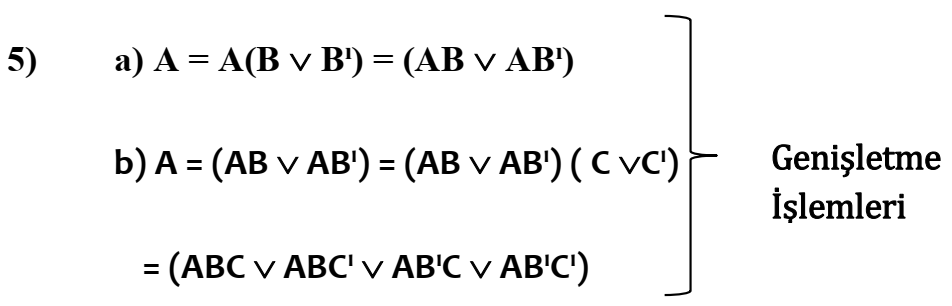 5) a) A = A(B ∨ B') = (AB ∨ AB')
b) A = (AB ∨ AB') = (AB ∨ AB') ( C ∨C')
= (ABC ∨ ABC' ∨ AB'C ∨ AB'C')
Genişletme
İşlemleri